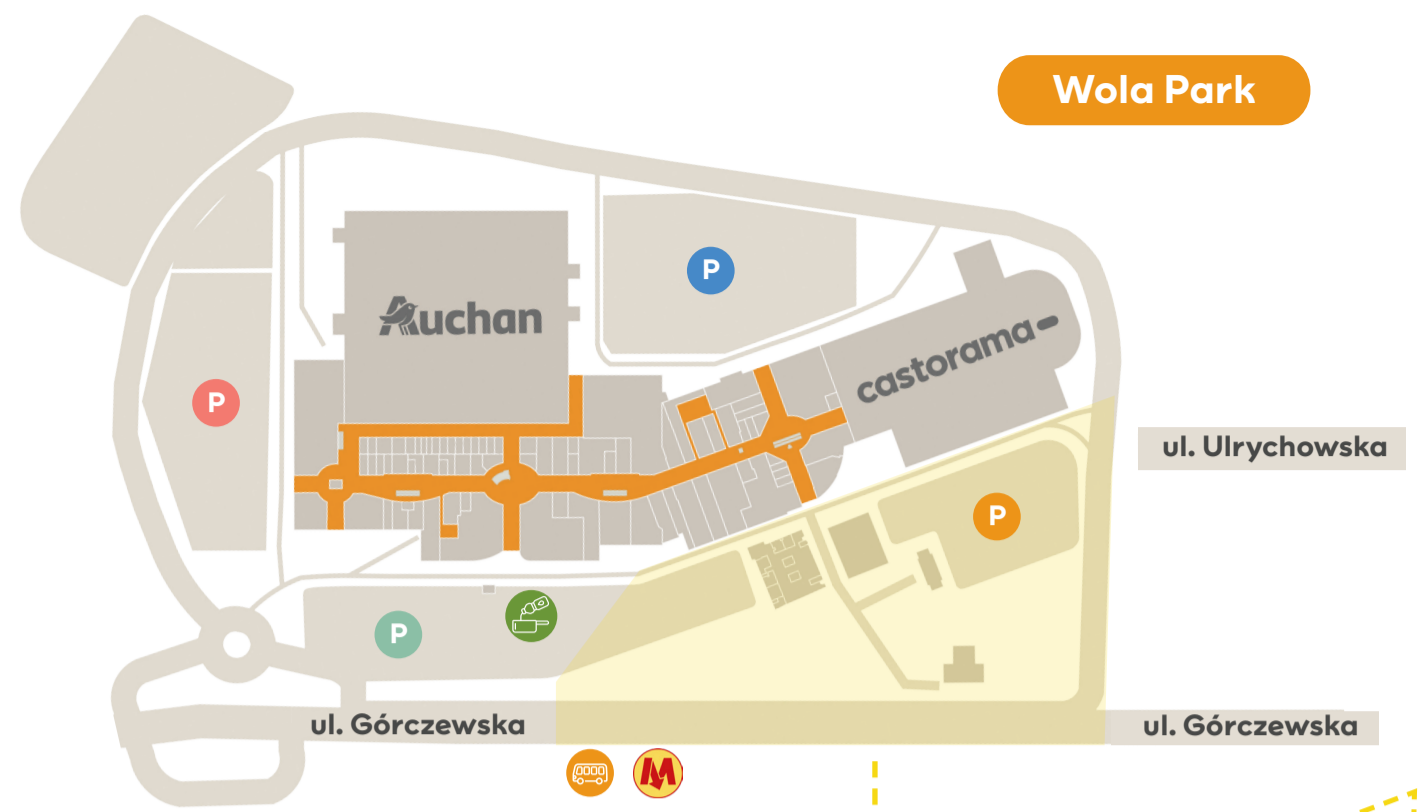 Wola Park
P
Auchan
castorama
P
ul. Ulrychowska
P
P
ul. Górczewska
ul. Górczewska
M